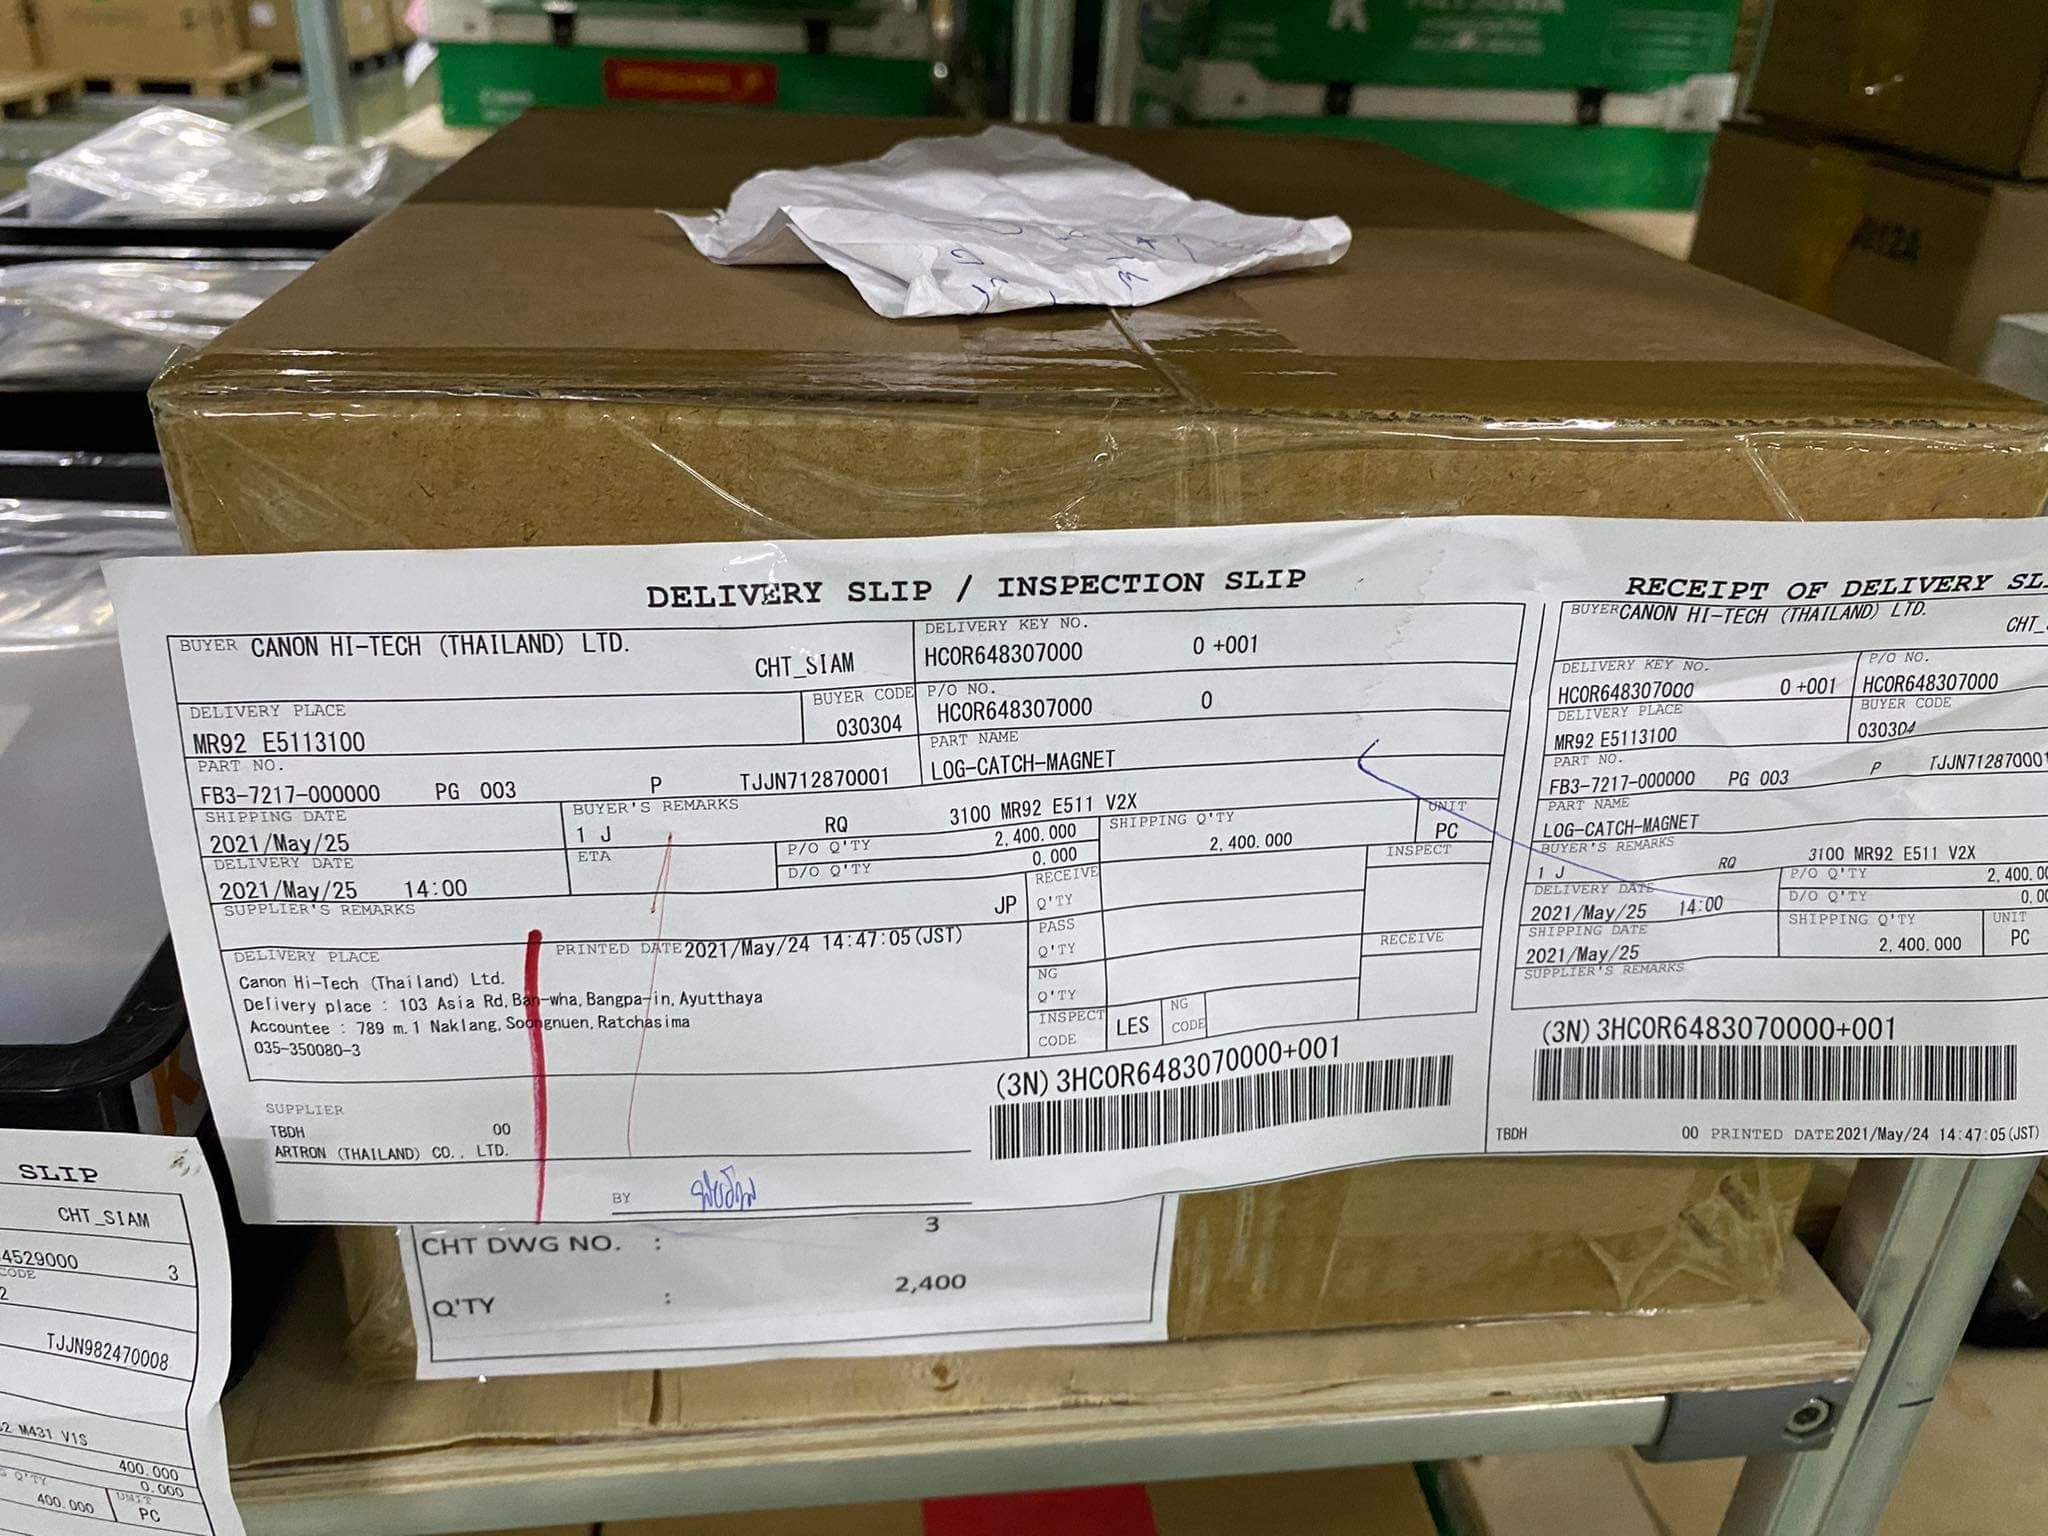 DELIVERY SLIP / INSPECTION SLIP
BUYER CANON HI-TECH (THAILAND) LTD.
CHT_SIAM
DELIVERY KEY NO.
HC0R648307000 0 +001
DELIVERY PLACE
MR92 E5113100
BUYER CODE
030304
P/O NO.
HC0R648307000 0
PART NO.
FB3-7217-000000 PG 003 P TJJN712870001
PART NAME
LOG-CATCH-MAGNET
SHIPPING DATE
2021/May/25
BUYER'S REMARKS
1 J RQ 3100 MR92 E511 V2X
DELIVERY DATE
2021/May/25 14:00
ETA
P/O Q'TY 2,400.000
D/O Q'TY 0.000
SHIPPING Q'TY
2,400.000
UNIT
PC
SUPPLIER'S REMARKS
JP
RECEIVE
Q'TY
INSPECT
PASS
Q'TY
NG
Q'TY
RECEIVE
INSPECT
CODE
LES
NG
CODE
DELIVERY PLACE
PRINTED DATE 2021/May/24 14:47:05(JST)
Canon Hi-Tech (Thailand) Ltd.
Delivery place : 103 Asia Rd, Ban-wha, Bangpa-in, Ayutthaya
Accountee : 789 m.1 Naklang, Soongnuen, Ratchasima
035-350080-3
(3N) 3HC0R6483070000+001
SUPPLIER
TBDH 00
ARTRON (THAILAND) CO., LTD.
BY
RECEIPT OF DELIVERY
BUYER CANON HI-TECH (THAILAND) LTD.
DELIVERY KEY NO.
HC0R648307000 0 +001
P/O NO.
HC0R648307000
DELIVERY PLACE
MR92 E5113100
BUYER CODE
030304
PART NO.
FB3-7217-000000 PG 003 P TJJN712870001
PART NAME
LOG-CATCH-MAGNET
BUYER'S REMARKS
1 J RQ 3100 MR92 E511 V2X
DELIVERY DATE
2021/May/25 14:00
P/O Q'TY
D/O Q'TY
SHIPPING DATE
2021/May/25
SHIPPING Q'TY
2,400.000
UNIT
PC
SUPPLIER'S REMARKS
(3N) 3HC0R6483070000+001
TBDH 00 PRINTED DATE 2021/May/24 14:47:05(JST)
3
CHT DWG NO. :
Q'TY : 2,400
SLIP
CHT_SIAM
4529000 3
CODE
TJJN982470008
M431 V1S
400.000
0.000
Q'TY
400.000
UNIT
PC